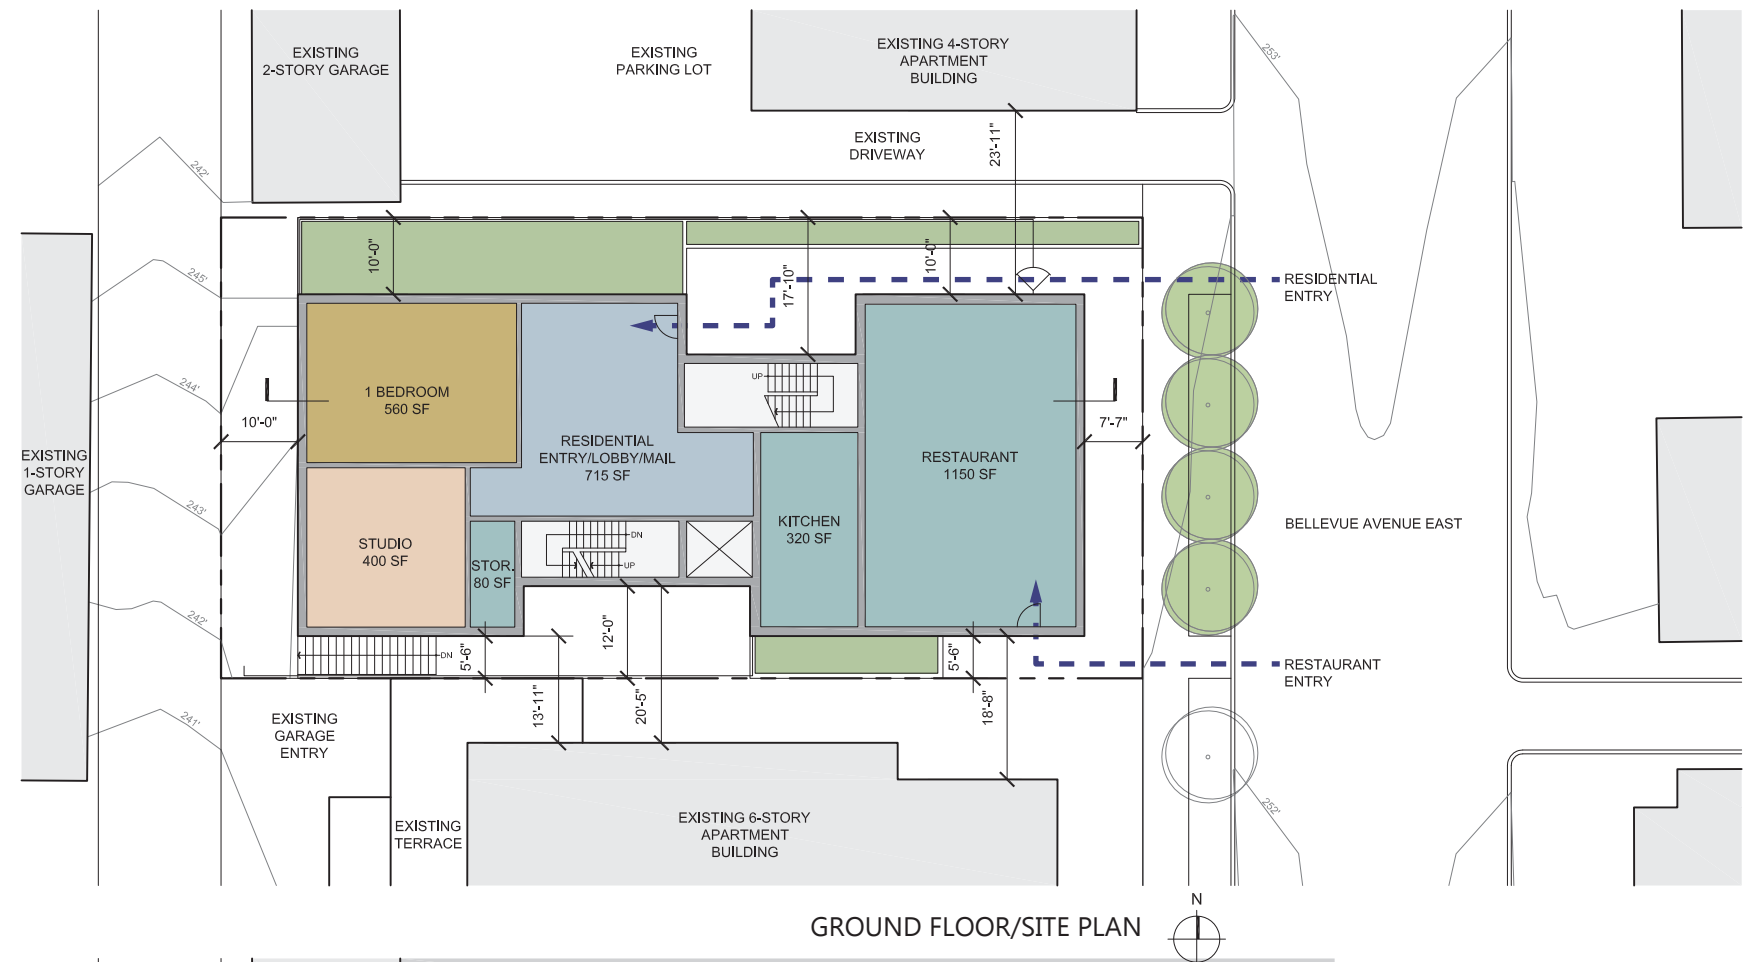 EXISTING
2-STORY GARAGE
EXISTING
PARKING LOT
EXISTING 4-STORY
APARTMENT
BUILDING
253'
EXISTING
DRIVEWAY
23'-11"
242'
10'-0"
17'-10"
10'-0"
245'
RESIDENTIAL
ENTRY
244'
1 BEDROOM
560 SF
UP
10'-0"
7'-7"
EXISTING
1-STORY
GARAGE
RESIDENTIAL
ENTRY/LOBBY/MAIL
715 SF
RESTAURANT
1150 SF
243'
STUDIO
400 SF
STOR.
80 SF
DN
UP
KITCHEN
320 SF
BELLEVUE AVENUE EAST
242'
DN
5'-6"
12'-0"
5'-6"
RESTAURANT
ENTRY
241'
EXISTING
GARAGE
ENTRY
13'-11"
20'-5"
18'-8"
EXISTING
TERRACE
EXISTING 6-STORY
APARTMENT
BUILDING
252'
GROUND FLOOR/SITE PLAN
N